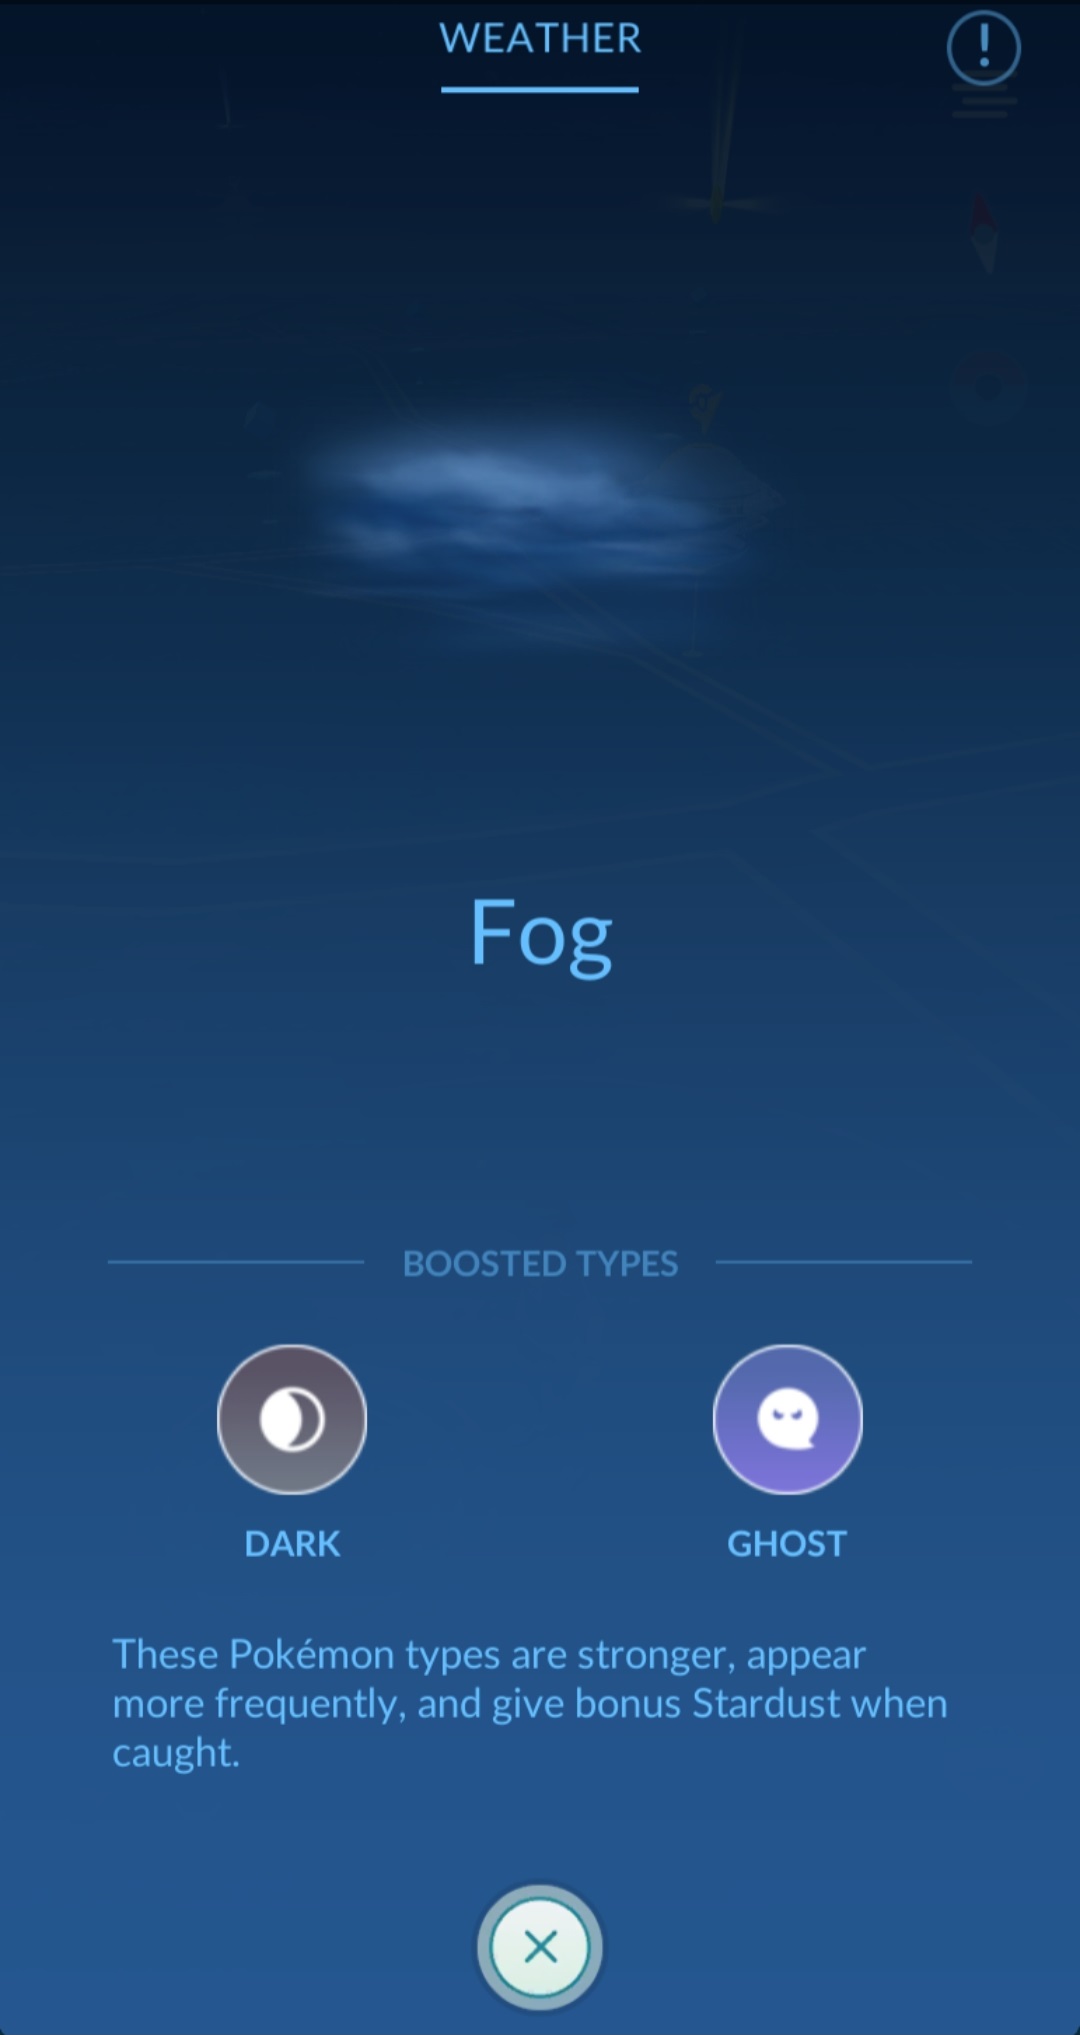 WEATHER
Fog
BOOSTED TYPES
DARK
GHOST
These Pokémon types are stronger, appear
more frequently, and give bonus Stardust when
caught.